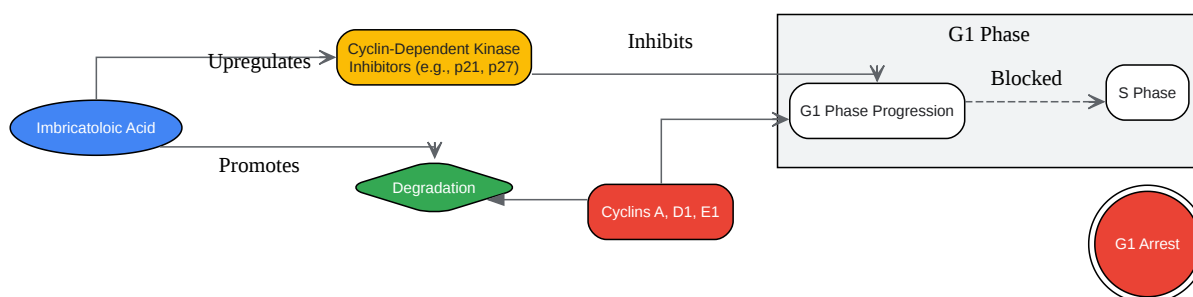 G1 Phase
Inhibits
Cyclin-Dependent Kinase
Inhibitors (e.g., p21, p27)
Upregulates
Blocked
S Phase
G1 Phase Progression
Imbricatoloic Acid
Promotes
Degradation
Cyclins A, D1, E1
G1 Arrest